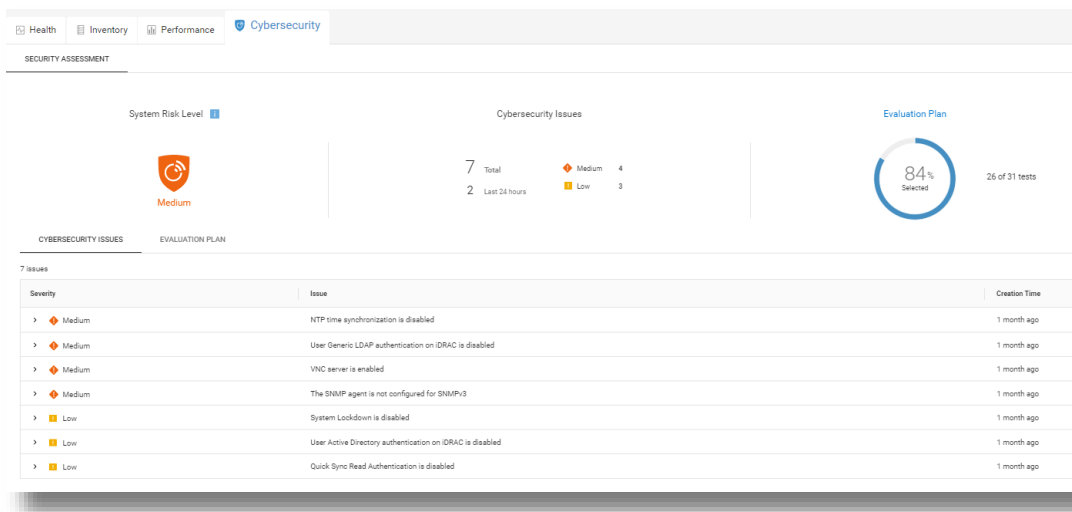 Health Inventory Performance Cybersecurity
SECURITY ASSESSMENT
System Risk Level Cybersecurity Issues Evaluation Plan
7 Total Medium 4
2 Last 24 hours Low 3
84% Selected
26 of 31 tests
Medium
CYBERSECURITY ISSUES EVALUATION PLAN
7 issues
Severity Issue Creation Time
Medium NTP time synchronization is disabled 1 month ago
Medium User Generic LDAP authentication on iDRAC is disabled 1 month ago
Medium VNC server is enabled 1 month ago
Medium The SNMP agent is not configured for SNMPv3 1 month ago
Low System Lockdown is disabled 1 month ago
Low User Active Directory authentication on iDRAC is disabled 1 month ago
Low Quick Sync Read Authentication is disabled 1 month ago